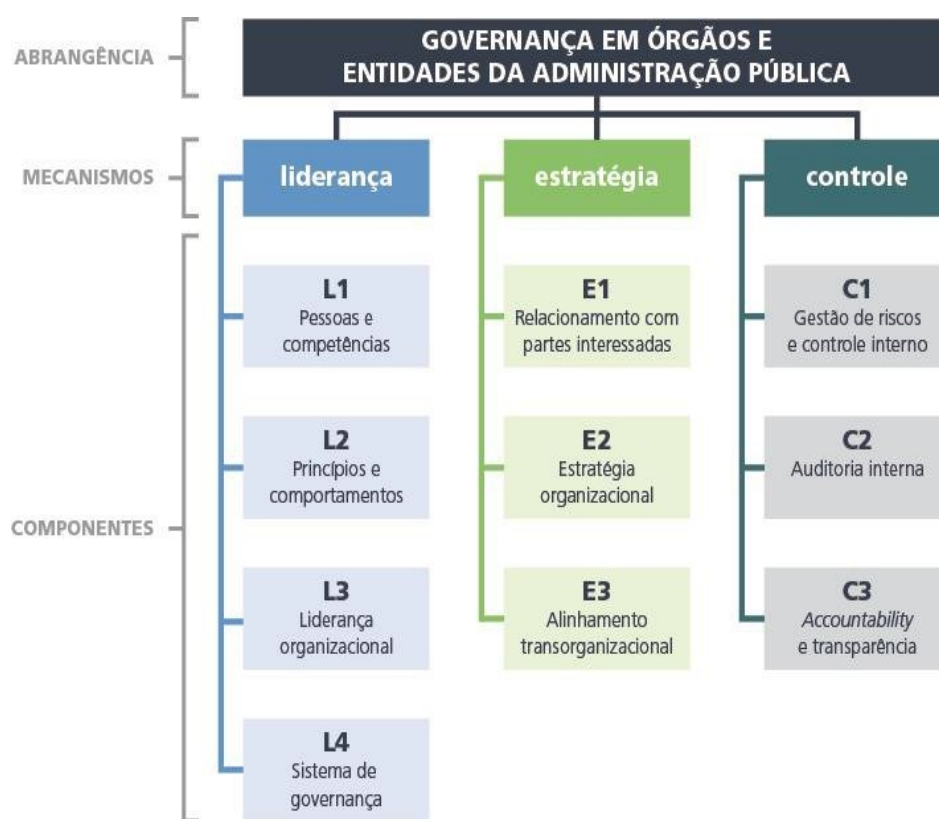 ABRANGÊNCIA
GOVERNANÇA EM ÓRGÃOS E
ENTIDADES DA ADMINISTRAÇÃO PÚBLICA
MECANISMOS
liderança
estratégia
controle
COMPONENTES
L1
Pessoas e
competências
L2
Princípios e
comportamentos
L3
Liderança
organizacional
L4
Sistema de
governança
E1
Relacionamento com
partes interessadas
E2
Estratégia
organizacional
E3
Alinhamento
transorganizacional
C1
Gestão de riscos
e controle interno
C2
Auditoria interna
C3
Accountability
e transparência